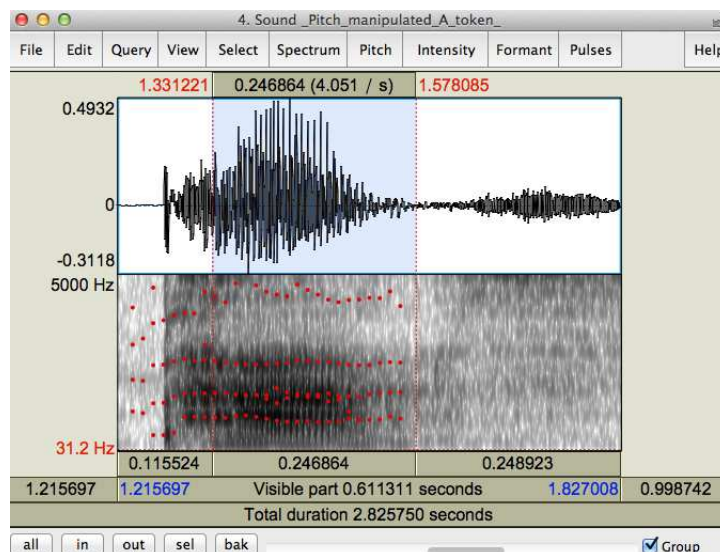 4. Sound _Pitch_manipulated_A_token_
File Edit Query View Select Spectrum Pitch Intensity Formant Pulses Help
1.331221 0.246864 (4.051 / s) 1.578085
0.4932
0
-0.3118
5000 Hz
31.2 Hz
0.115524 0.246864 0.248923
1.215697 1.215697 Visible part 0.611311 seconds 1.827008 0.998742
Total duration 2.825750 seconds
all in out sel bak Group